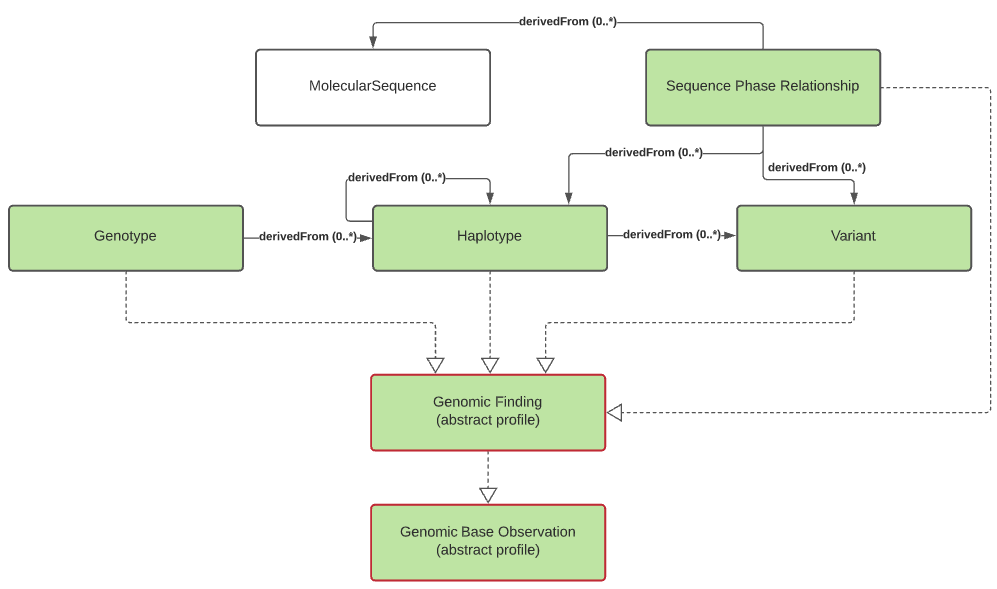 derivedFrom (0..*)
MolecularSequence
Sequence Phase Relationship
derivedFrom (0..*)
derivedFrom (0..*)
derivedFrom (0..*)
Genotype
derivedFrom (0..*)
Haplotype
derivedFrom (0..*)
Variant
Genomic Finding
(abstract profile)
Genomic Base Observation
(abstract profile)